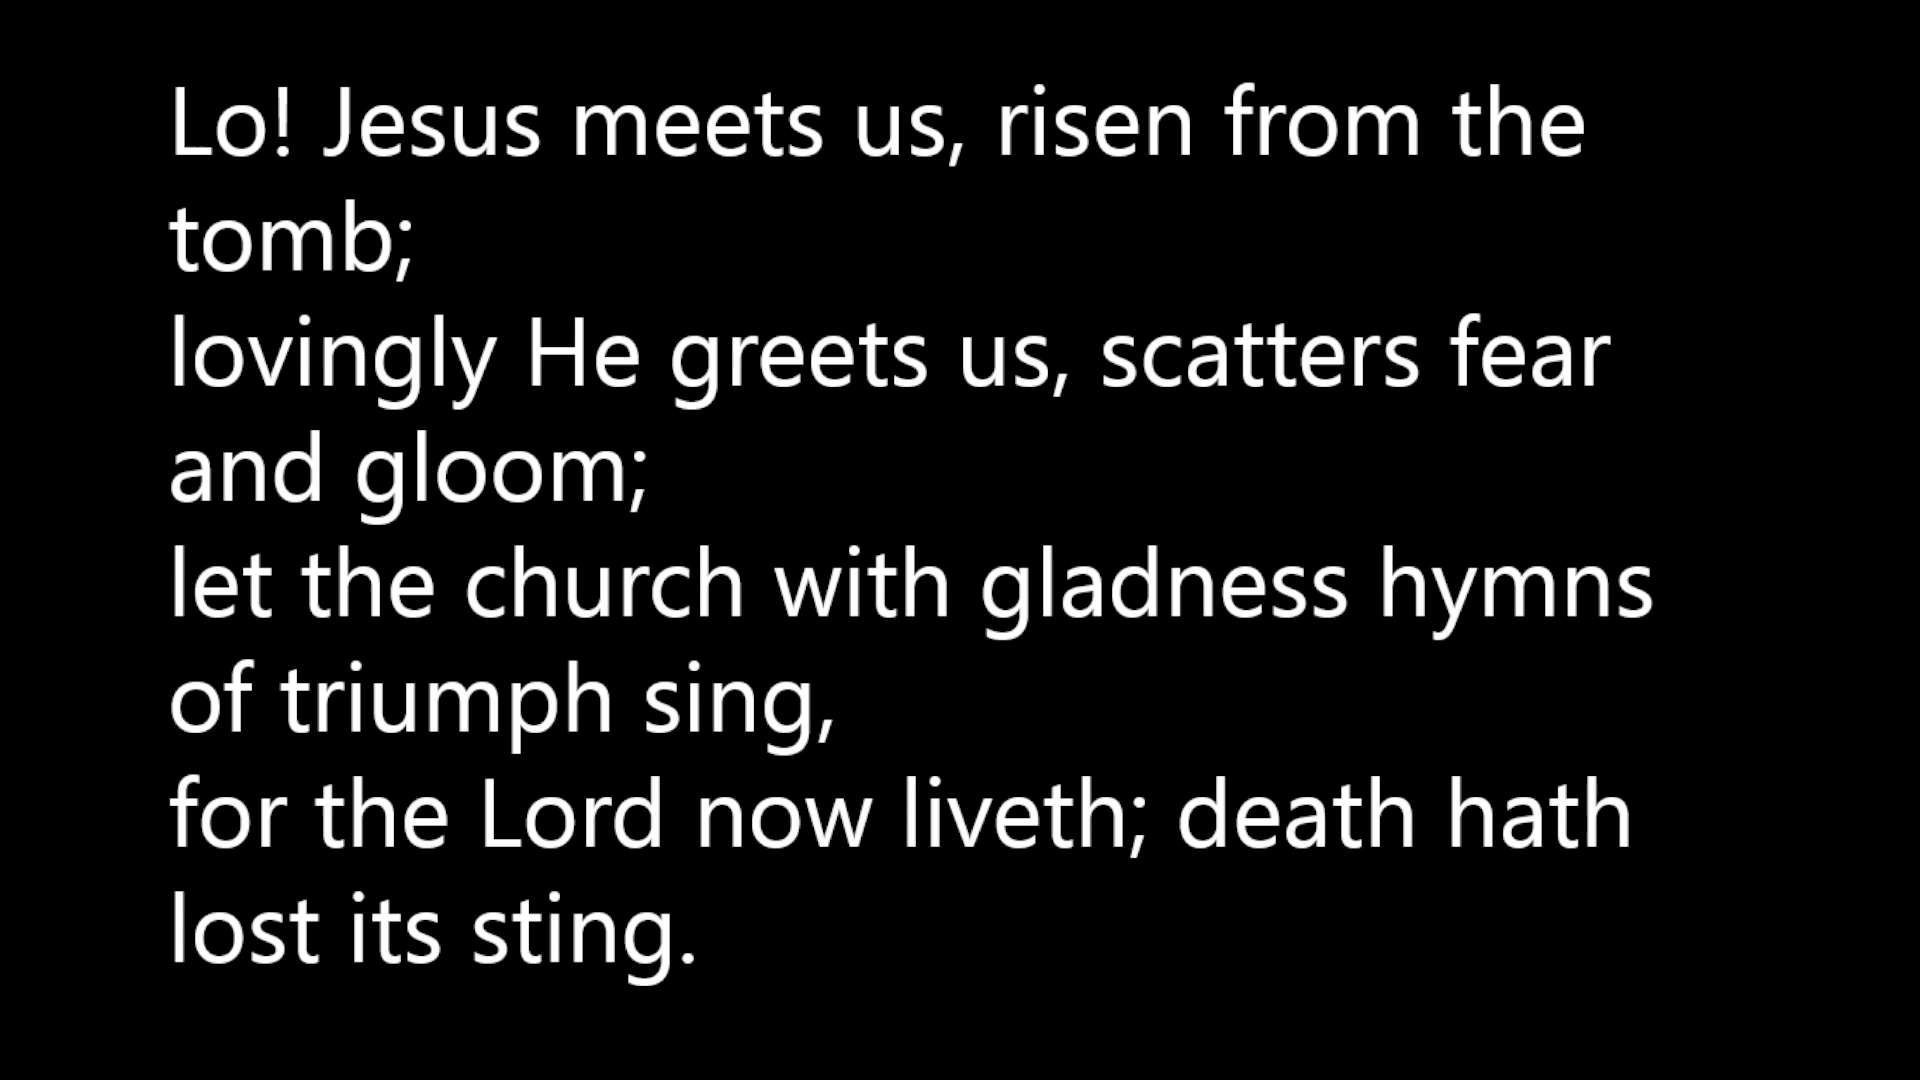 Lo! Jesus meets us, risen from the
tomb;
lovingly He greets us, scatters fear
and gloom;
let the church with gladness hymns
of triumph sing,
for the Lord now liveth; death hath
lost its sting.